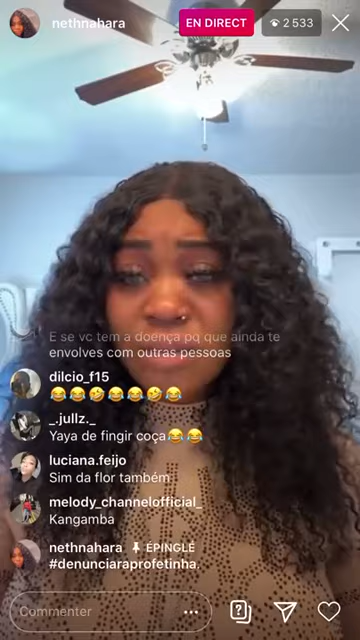 nethnahara
EN DIRECT
2 533
E se vc tem a doença pq que ainda te
envolves com outras pessoas
dilcio_f15
😂😂🤣😂😂🤣😂
_.jullz._
Yaya de fingir coça😂😂
luciana.feijo
Sim da flor também
melody_channelofficial_
Kangamba
nethnahara 📌 ÉPINGLÉ
#denunciaraprofetinha.
Commenter